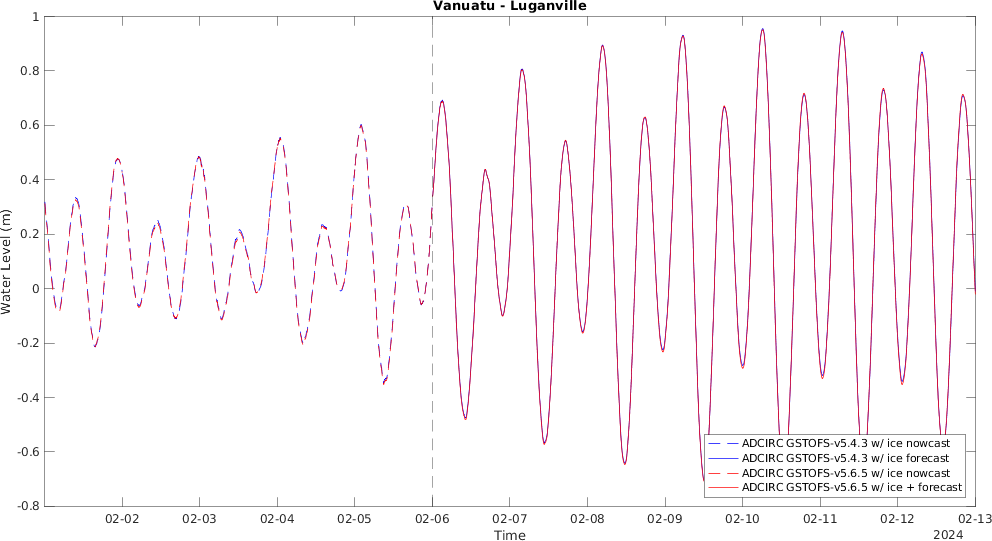 Vanuatu - Luganville
1
0.8
0.6
0.4
0.2
0
-0.2
-0.4
-0.6
-0.8
Water Level (m)
ADCIRC GSTOFS-v5.4.3 w/ ice nowcast
ADCIRC GSTOFS-v5.4.3 w/ ice forecast
ADCIRC GSTOFS-v5.6.5 w/ ice nowcast
ADCIRC GSTOFS-v5.6.5 w/ ice + forecast
02-02 02-03 02-04 02-05 02-06 02-07 02-08 02-09 02-10 02-11 02-12 02-13
Time
2024